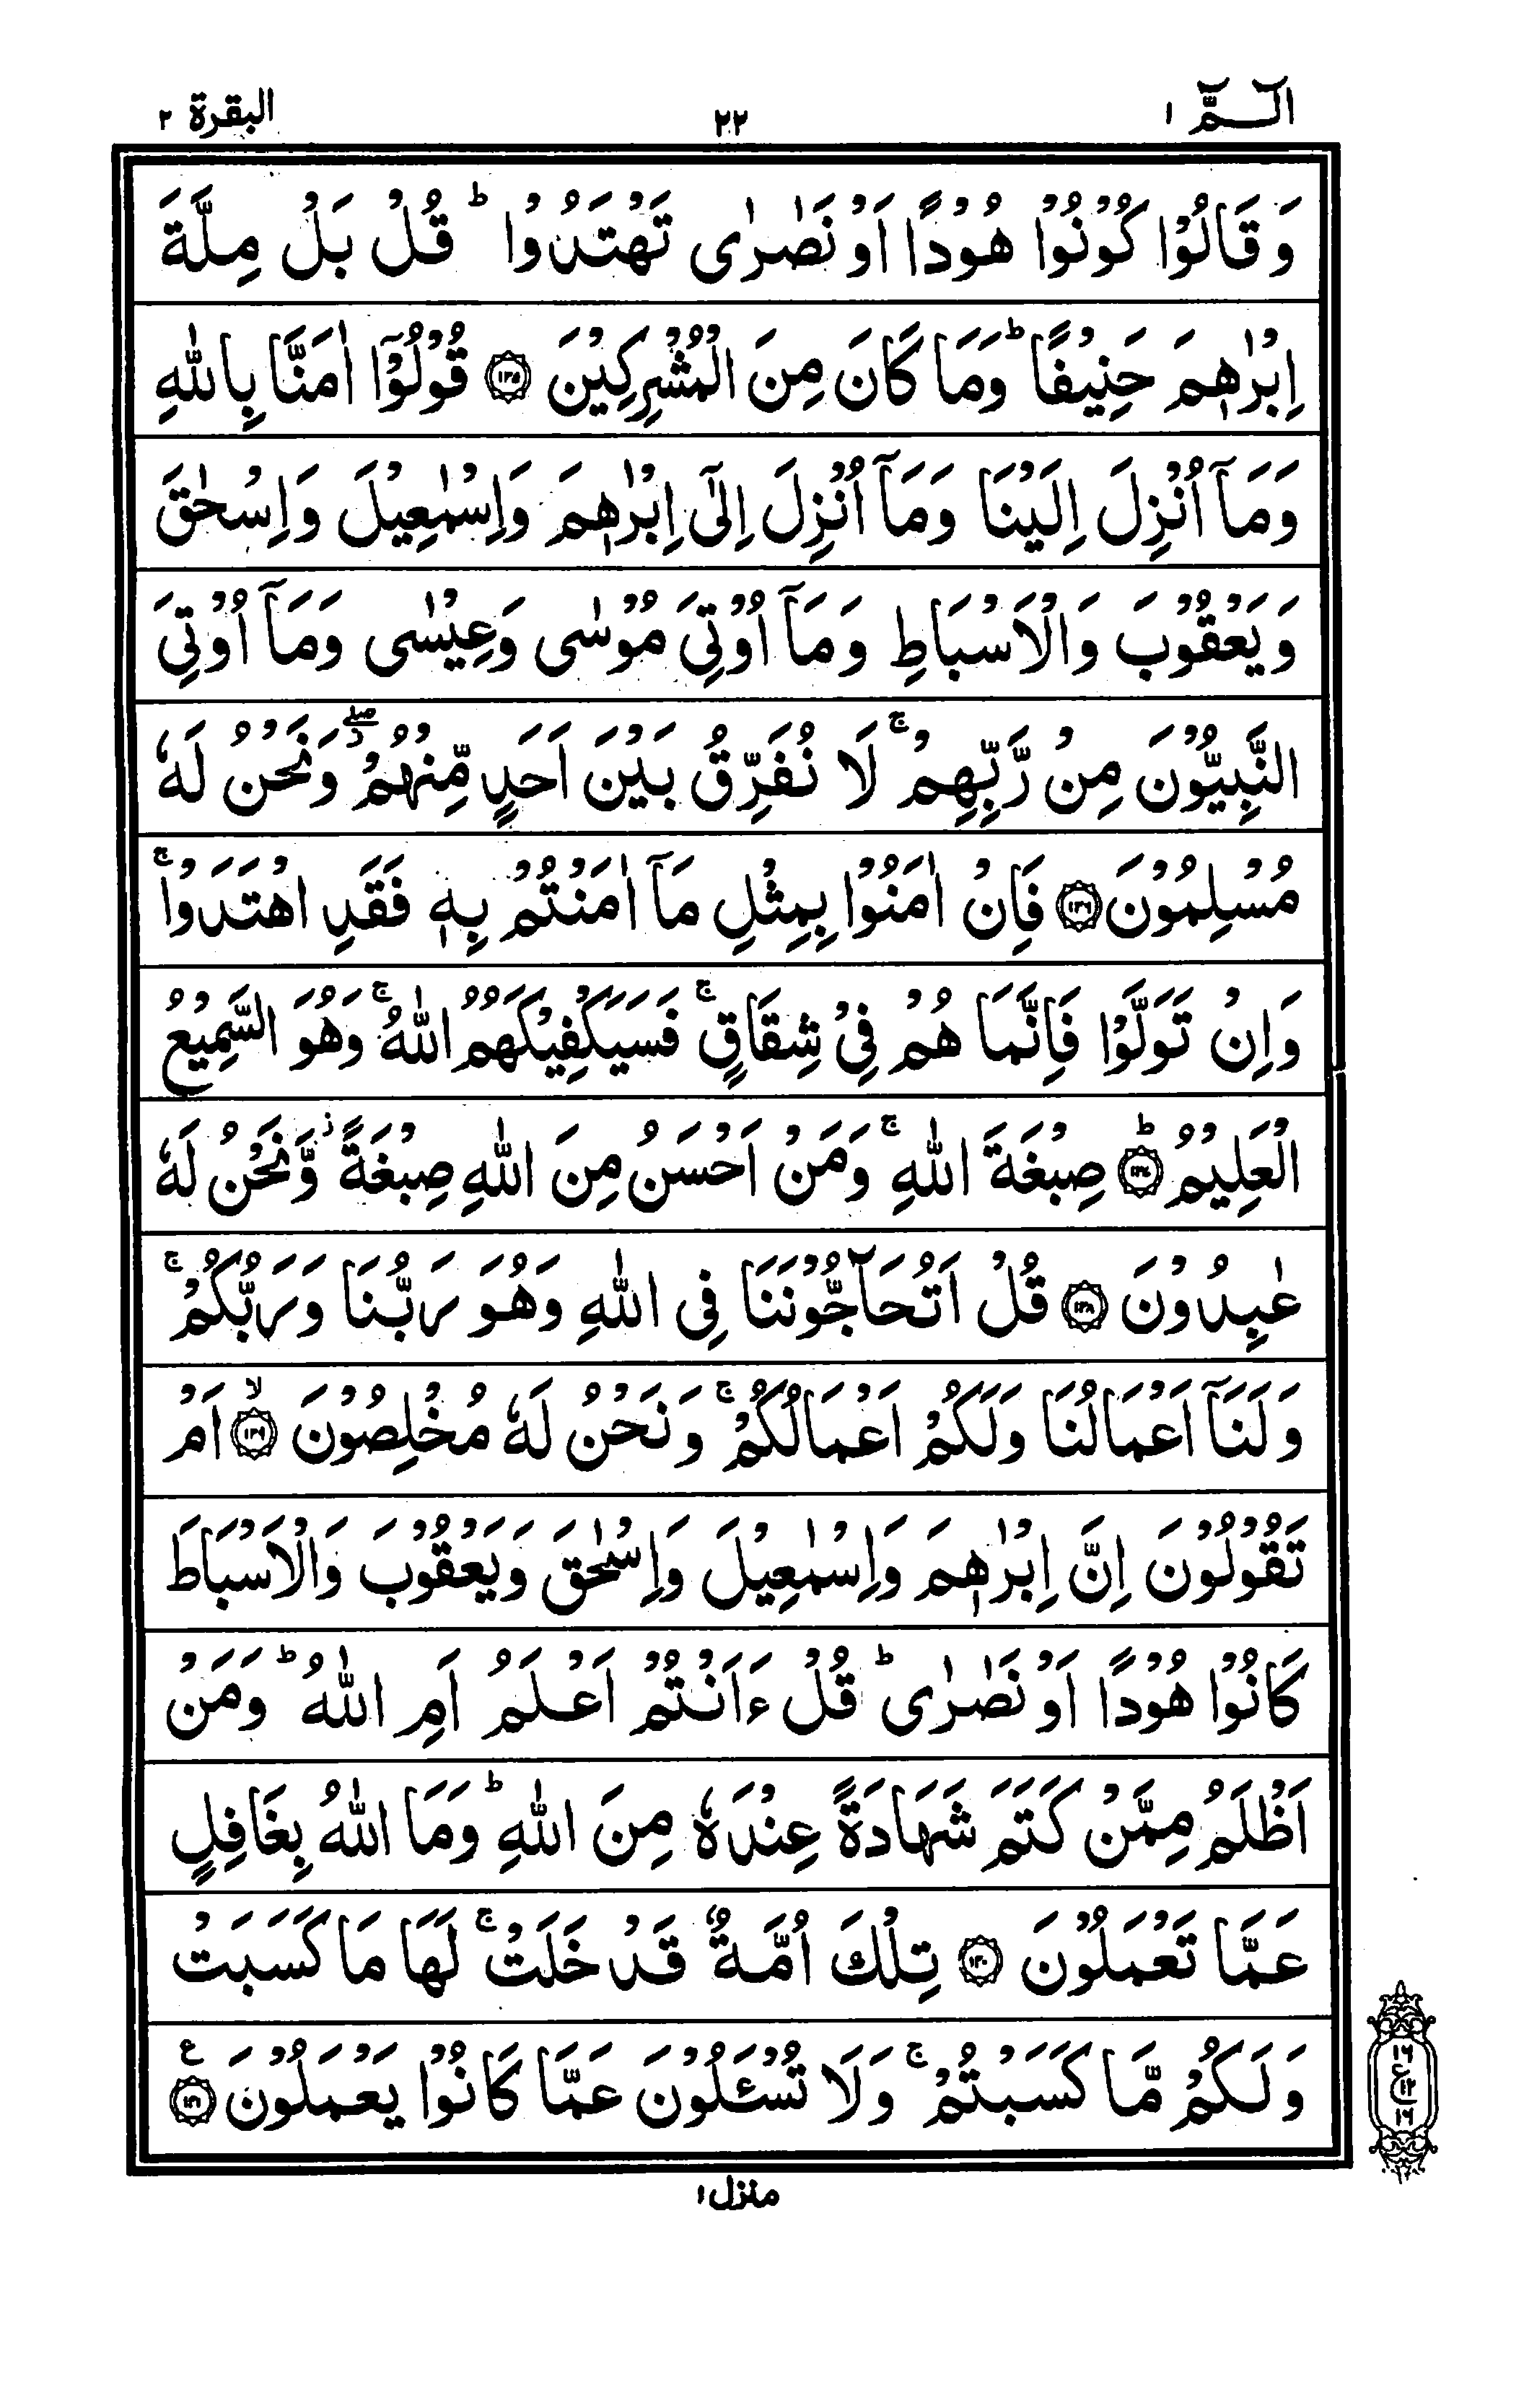 الٓـمّٓ ١ ٢٢ البقرة ٢
وَ قَالُوْا كُوْنُوْا هُوْدًا اَوْ نَصٰرٰى تَهْتَدُوْا ؕ قُلْ بَلْ مِلَّةَ
اِبْرٰهٖمَ حَنِيْفًا ؕ وَمَا كَانَ مِنَ الْمُشْرِكِيْنَ ﴿١٣٥﴾ قُوْلُوْٓا اٰمَنَّا بِاللّٰهِ
وَمَآ اُنْزِلَ اِلَيْنَا وَمَآ اُنْزِلَ اِلٰٓى اِبْرٰهٖمَ وَاِسْمٰعِيْلَ وَاِسْحٰقَ
وَيَعْقُوْبَ وَالْاَسْبَاطِ وَمَآ اُوْتِيَ مُوْسٰى وَعِيْسٰى وَمَآ اُوْتِيَ
النَّبِيُّوْنَ مِنْ رَّبِّهِمْ ۚ لَا نُفَرِّقُ بَيْنَ اَحَدٍ مِّنْهُمْ ۖ وَنَحْنُ لَهٗ
مُسْلِمُوْنَ ﴿١٣٦﴾ فَاِنْ اٰمَنُوْا بِمِثْلِ مَآ اٰمَنْتُمْ بِهٖ فَقَدِ اهْتَدَوْا ۚ
وَاِنْ تَوَلَّوْا فَاِنَّمَا هُمْ فِيْ شِقَاقٍ ۚ فَسَيَكْفِيْكَهُمُ اللّٰهُ ۚ وَهُوَ السَّمِيْعُ
الْعَلِيْمُ ؕ ﴿١٣٧﴾ صِبْغَةَ اللّٰهِ ۚ وَمَنْ اَحْسَنُ مِنَ اللّٰهِ صِبْغَةً ۫ وَّنَحْنُ لَهٗ
عٰبِدُوْنَ ﴿١٣٨﴾ قُلْ اَتُحَآجُّوْنَنَا فِى اللّٰهِ وَهُوَ رَبُّنَا وَرَبُّكُمْ ۚ
وَلَنَآ اَعْمَالُنَا وَلَكُمْ اَعْمَالُكُمْ ۚ وَنَحْنُ لَهٗ مُخْلِصُوْنَ ۙ ﴿١٣٩﴾ اَمْ
تَقُوْلُوْنَ اِنَّ اِبْرٰهٖمَ وَاِسْمٰعِيْلَ وَاِسْحٰقَ وَيَعْقُوْبَ وَالْاَسْبَاطَ
كَانُوْا هُوْدًا اَوْ نَصٰرٰى ؕ قُلْ ءَاَنْتُمْ اَعْلَمُ اَمِ اللّٰهُ ؕ وَمَنْ
اَظْلَمُ مِمَّنْ كَتَمَ شَهَادَةً عِنْدَهٗ مِنَ اللّٰهِ ؕ وَمَا اللّٰهُ بِغَافِلٍ
عَمَّا تَعْمَلُوْنَ ﴿١٤٠﴾ تِلْكَ اُمَّةٌ قَدْ خَلَتْ ۚ لَهَا مَا كَسَبَتْ
وَلَكُمْ مَّا كَسَبْتُمْ ۚ وَلَا تُسْـَٔلُوْنَ عَمَّا كَانُوْا يَعْمَلُوْنَ ﴿١٤١﴾ ع
١٦
ع ١٢
١٦
منزل ١